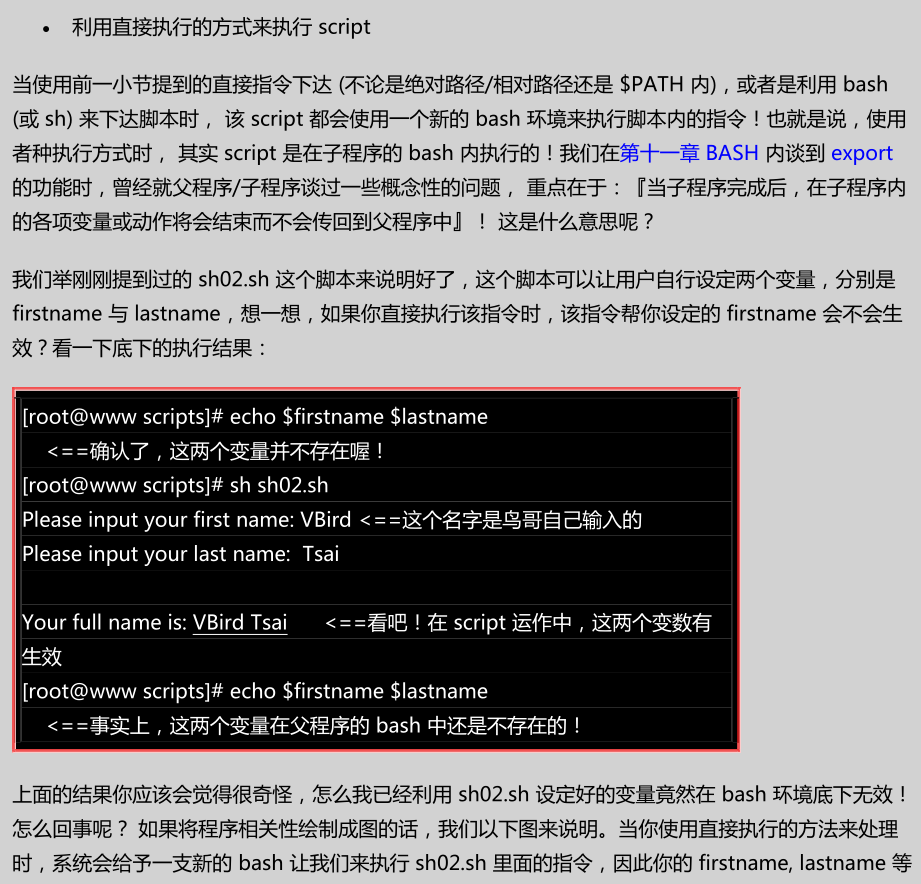 • 利用直接执行的方式来执行 script
当使用前一小节提到的直接指令下达 (不论是绝对路径/相对路径还是 $PATH 内)，或者是利用 bash
(或 sh) 来下达脚本时， 该 script 都会使用一个新的 bash 环境来执行脚本内的指令！也就是说，使用
者种执行方式时， 其实 script 是在子程序的 bash 内执行的！我们在第十一章 BASH 内谈到 export
的功能时，曾经就父程序/子程序谈过一些概念性的问题， 重点在于：『当子程序完成后，在子程序内
的各项变量或动作将会结束而不会传回到父程序中』！ 这是什么意思呢？
我们举刚刚提到过的 sh02.sh 这个脚本来说明好了，这个脚本可以让用户自行设定两个变量，分别是
firstname 与 lastname，想一想，如果你直接执行该指令时，该指令帮你设定的 firstname 会不会生
效？看一下底下的执行结果：
[root@www scripts]# echo $firstname $lastname
<==确认了，这两个变量并不存在喔！
[root@www scripts]# sh sh02.sh
Please input your first name: VBird <==这个名字是鸟哥自己输入的
Please input your last name:  Tsai
Your full name is: VBird Tsai      <==看吧！在 script 运作中，这两个变数有
生效
[root@www scripts]# echo $firstname $lastname
<==事实上，这两个变量在父程序的 bash 中还是不存在的！
上面的结果你应该会觉得很奇怪，怎么我已经利用 sh02.sh 设定好的变量竟然在 bash 环境底下无效！
怎么回事呢？ 如果将程序相关性绘制成图的话，我们以下图来说明。当你使用直接执行的方法来处理
时，系统会给予一支新的 bash 让我们来执行 sh02.sh 里面的指令，因此你的 firstname, lastname 等